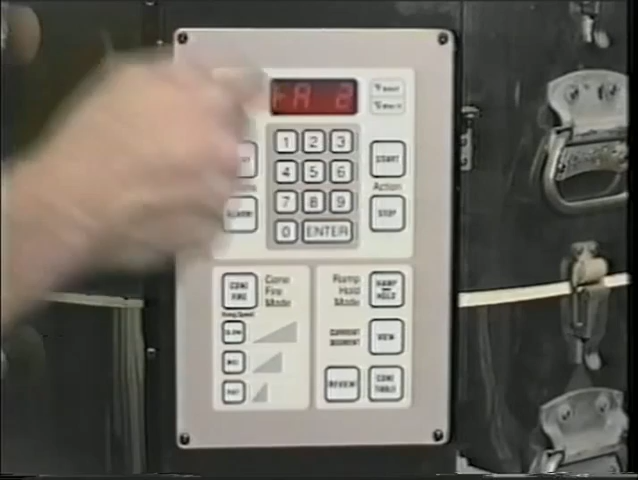 rA 2
1 2 3
4 5 6
7 8 9
0 ENTER
START
Action
STOP
ALARM
CONE FIRE
Cone
Fire
Mode
Ramp
Hold
Mode
RAMP HOLD
SLOW
MED
FAST
CURRENT
SEGMENT
VIEW
REVIEW
CONE TABLE